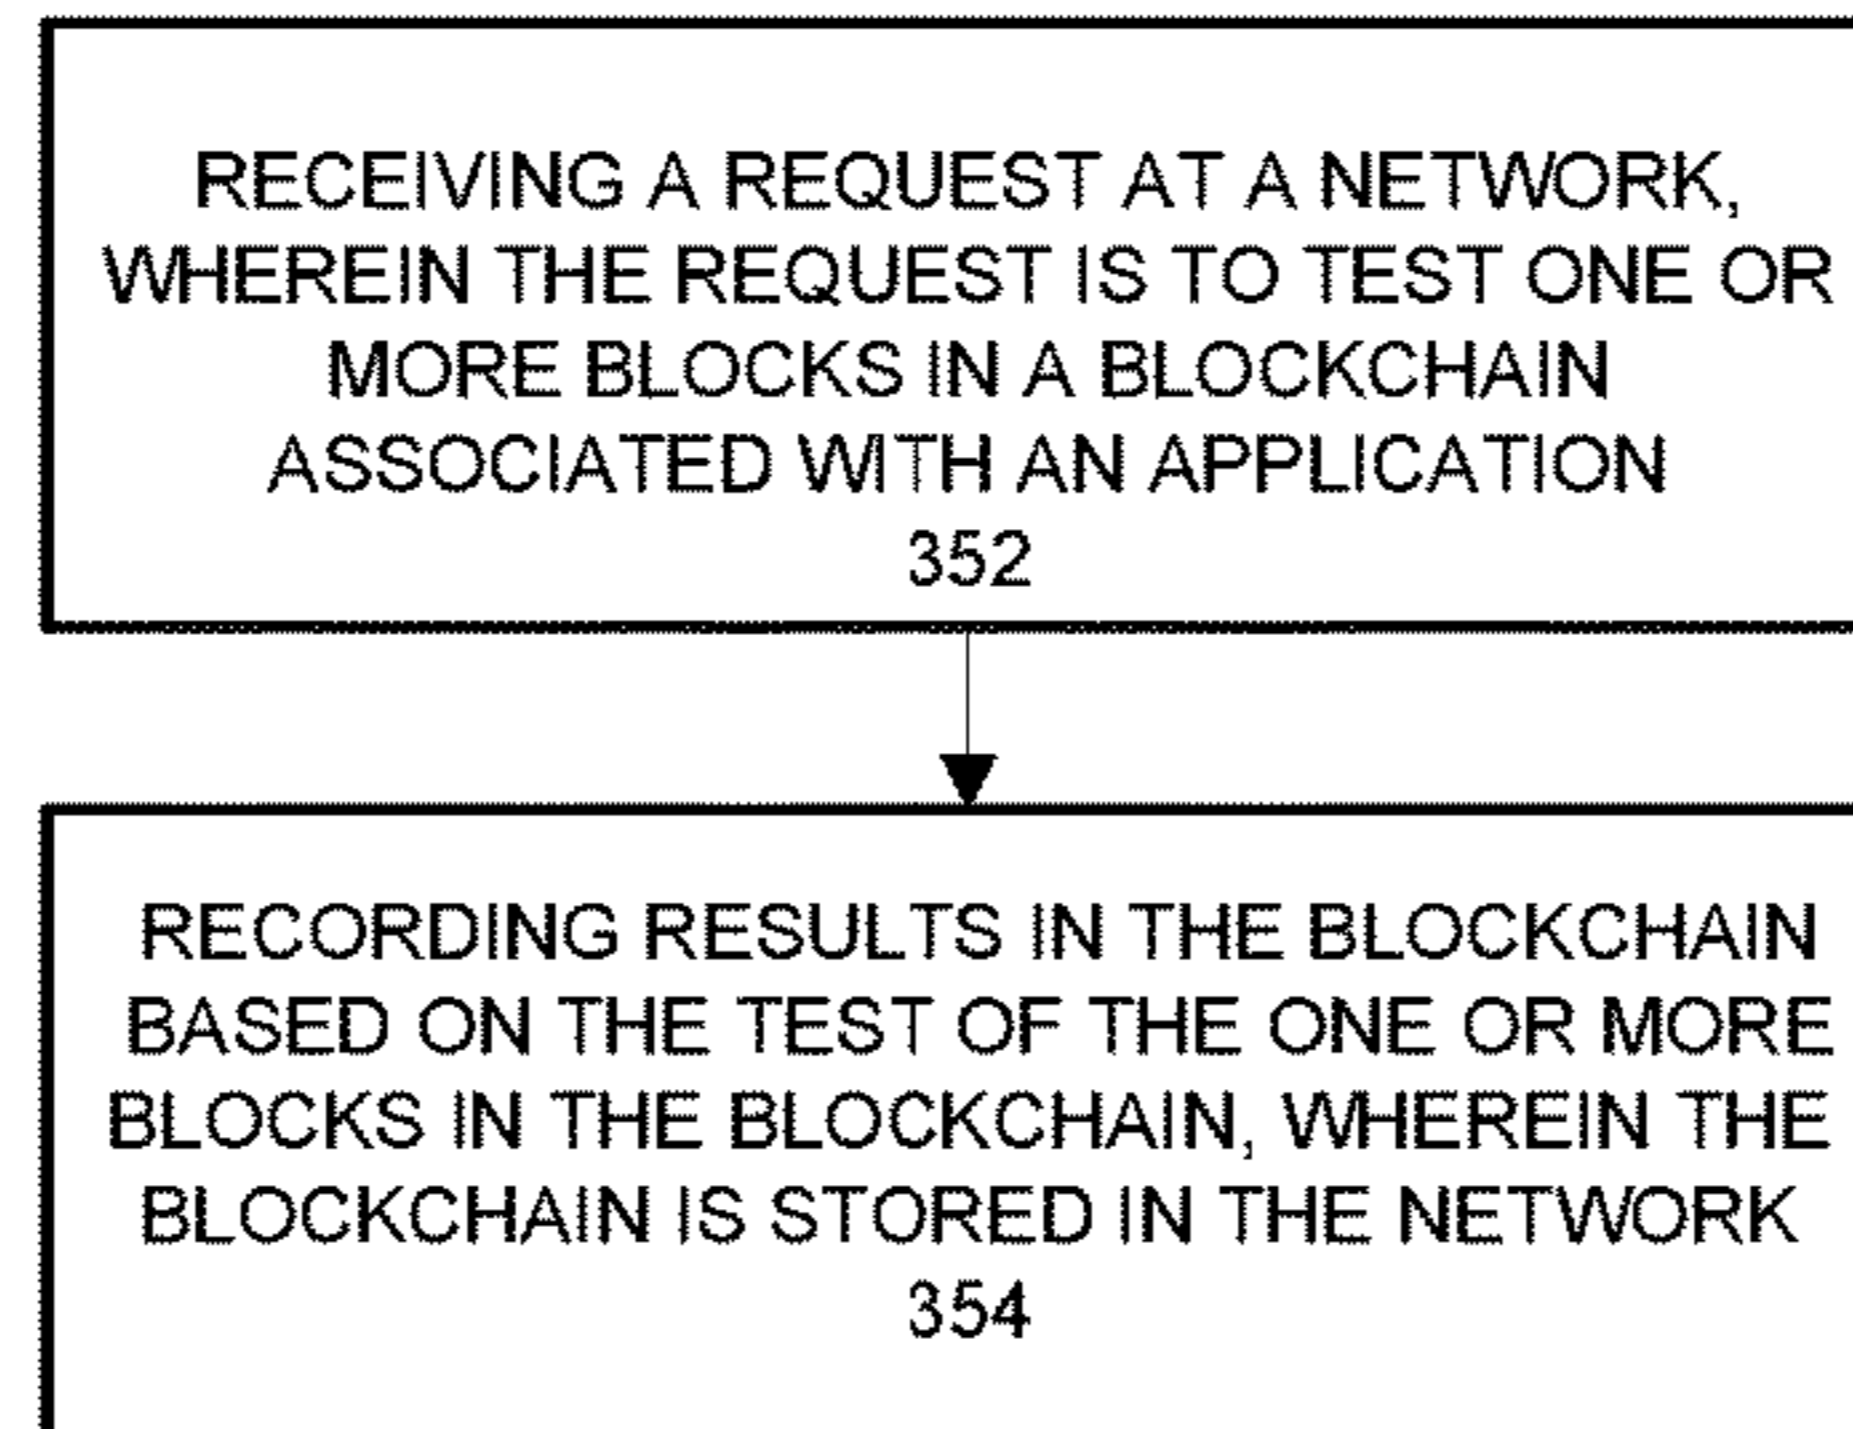 RECEIVING A REQUEST AT A NETWORK,
WHEREIN THE REQUEST IS TO TEST ONE OR
MORE BLOCKS IN A BLOCKCHAIN
ASSOCIATED WITH AN APPLICATION
352
RECORDING RESULTS IN THE BLOCKCHAIN
BASED ON THE TEST OF THE ONE OR MORE
BLOCKS IN THE BLOCKCHAIN, WHEREIN THE
BLOCKCHAIN IS STORED IN THE NETWORK
354